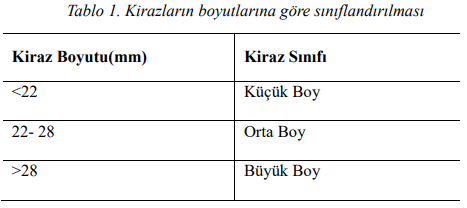 Tablo 1. Kirazların boyutlarına göre sınıflandırılması
Kiraz Boyutu(mm) Kiraz Sınıfı
<22 Küçük Boy
22- 28 Orta Boy
>28 Büyük Boy